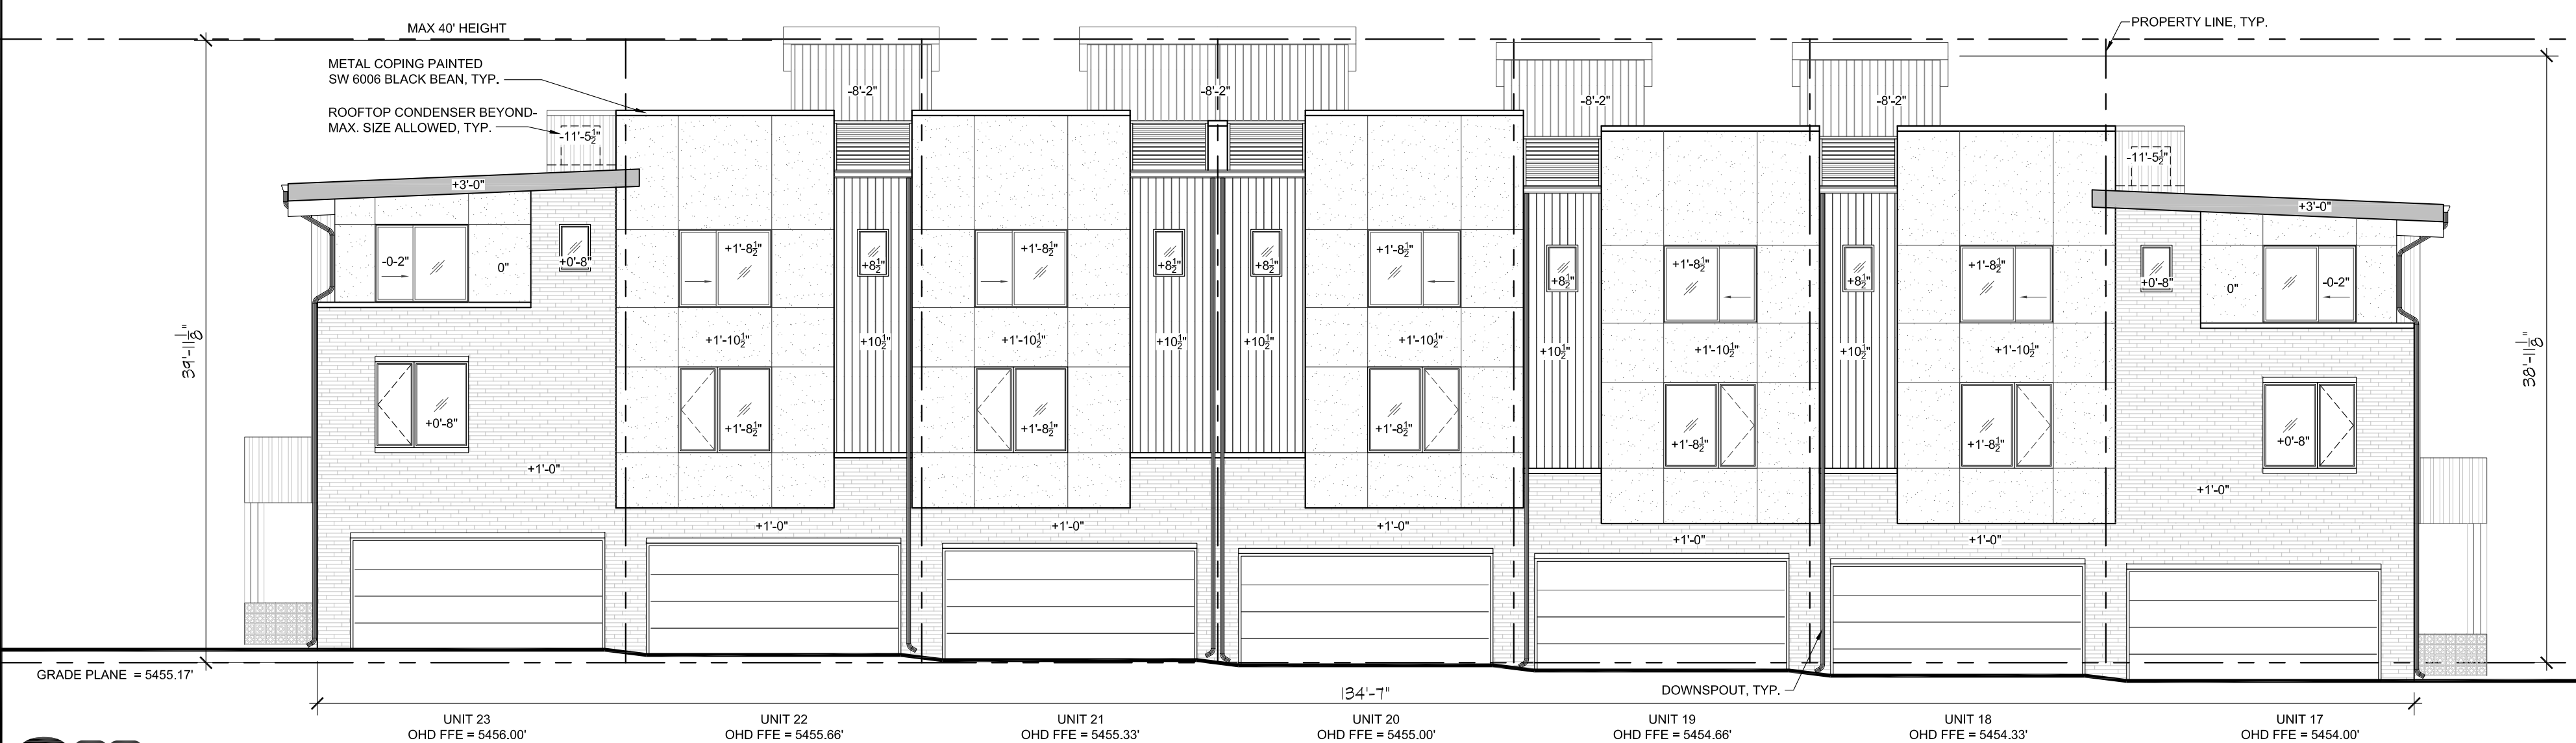 MAX 40' HEIGHT
PROPERTY LINE, TYP.
METAL COPING PAINTED
SW 6006 BLACK BEAN, TYP.
ROOFTOP CONDENSER BEYOND-
MAX. SIZE ALLOWED, TYP.
-8'-2"
-8'-2"
-8'-2"
-8'-2"
-11'-5½"
-11'-5½"
+3'-0"
+3'-0"
-0-2"
0"
+0'-8"
+1'-8½"
+8½"
+1'-8½"
+8½"
+8½"
+1'-8½"
+8½"
+1'-8½"
+8½"
+1'-8½"
+0'-8"
0"
-0-2"
39'-11⅛"
+1'-10½"
+10½"
+1'-10½"
+10½"
+10½"
+1'-10½"
+10½"
+1'-10½"
+10½"
+1'-10½"
38'-11⅛"
+0'-8"
+1'-8½"
+1'-8½"
+1'-8½"
+1'-8½"
+1'-8½"
+0'-8"
+1'-0"
+1'-0"
+1'-0"
+1'-0"
+1'-0"
+1'-0"
+1'-0"
GRADE PLANE = 5455.17'
134'-7"
DOWNSPOUT, TYP.
UNIT 23
OHD FFE = 5456.00'
UNIT 22
OHD FFE = 5455.66'
UNIT 21
OHD FFE = 5455.33'
UNIT 20
OHD FFE = 5455.00'
UNIT 19
OHD FFE = 5454.66'
UNIT 18
OHD FFE = 5454.33'
UNIT 17
OHD FFE = 5454.00'